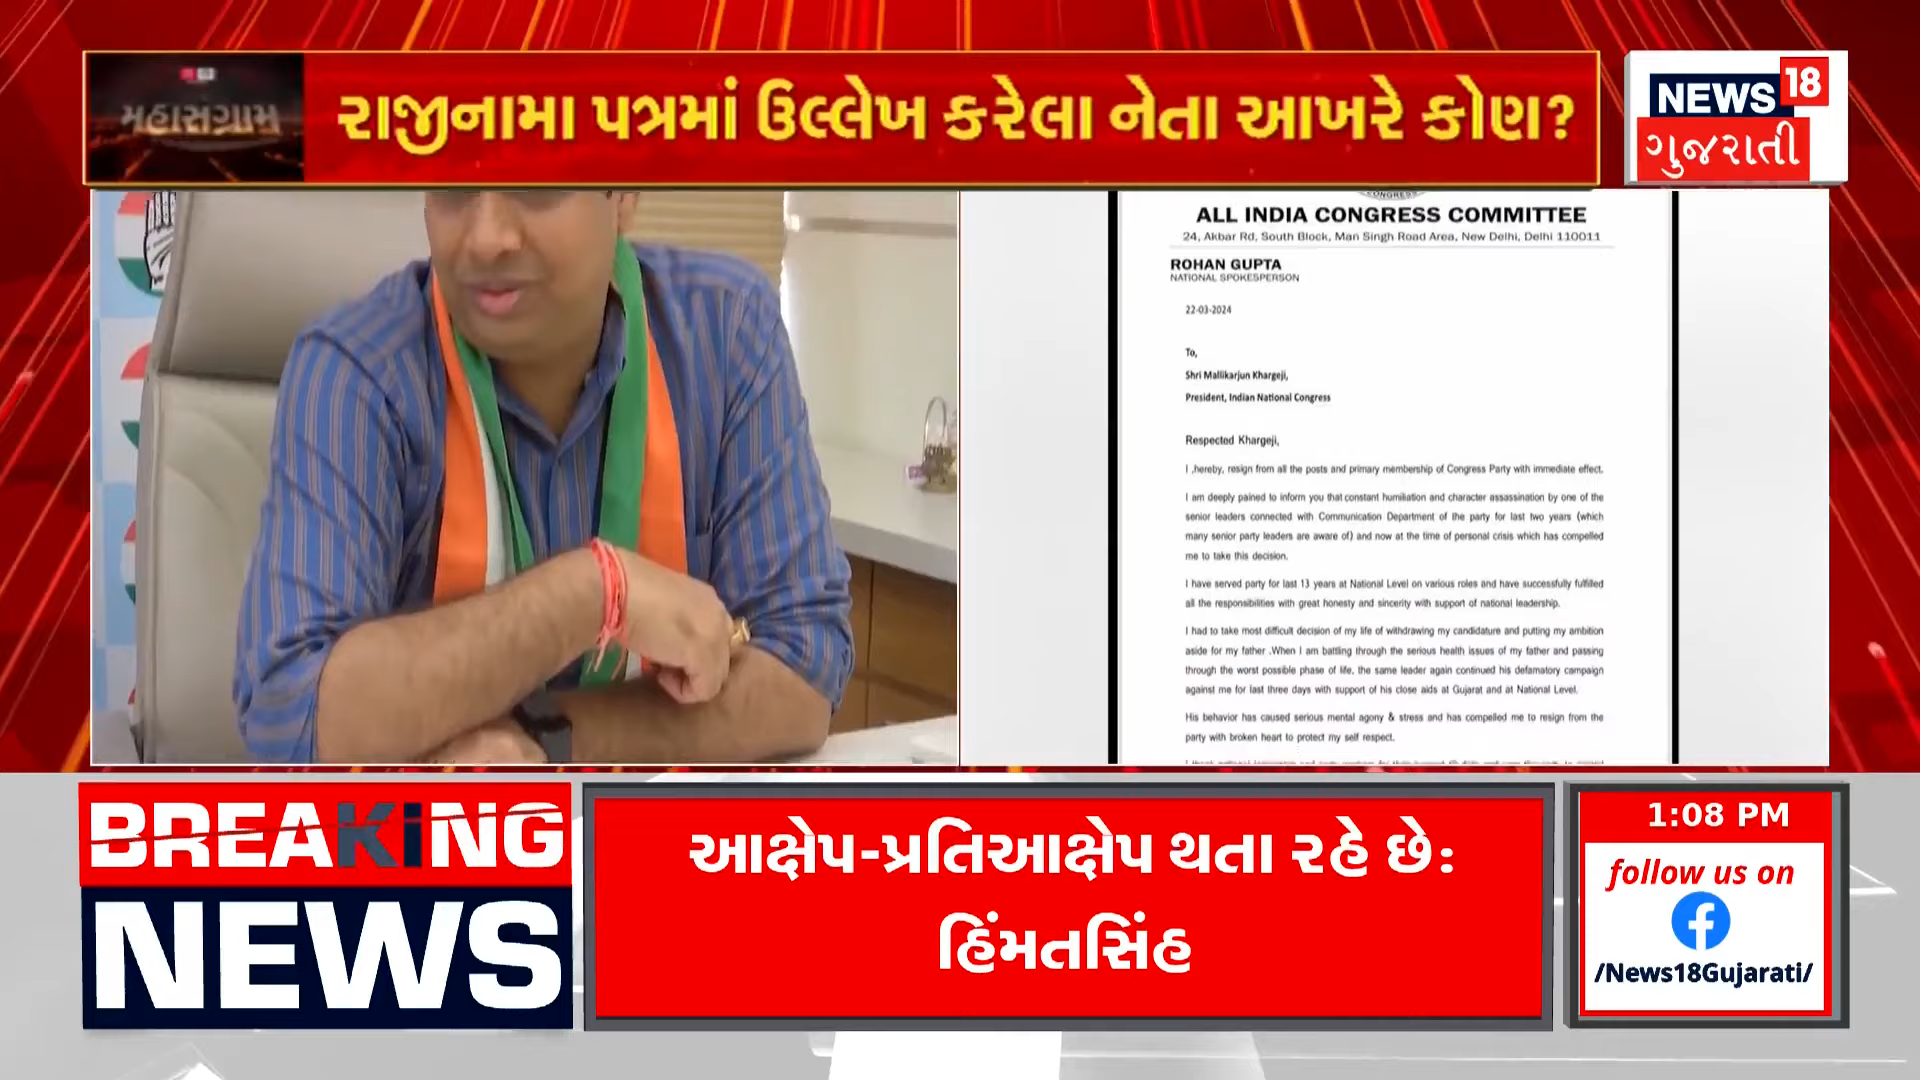 મહાસંગ્રામ
રાજીનામા પત્રમાં ઉલ્લેખ કરેલા નેતા આખરે કોણ?
NEWS 18
ગુજરાતી
CONGRESS
ALL INDIA CONGRESS COMMITTEE
24, Akbar Rd, South Block, Man Singh Road Area, New Delhi, Delhi 110011
ROHAN GUPTA
NATIONAL SPOKESPERSON
22-03-2024
To,
Shri Mallikarjun Khargeji,
President, Indian National Congress
Respected Khargeji,
I ,hereby, resign from all the posts and primary membership of Congress Party with immediate effect.
I am deeply pained to inform you that constant humiliation and character assassination by one of the
senior leaders connected with Communication Department of the party for last two years (which
many senior party leaders are aware of) and now at the time of personal crisis which has compelled
me to take this decision.
I have served party for last 13 years at National Level on various roles and have successfully fulfilled
all the responsibilities with great honesty and sincerity with support of national leadership.
I had to take most difficult decision of my life of withdrawing my candidature and putting my ambition
aside for my father .When I am battling through the serious health issues of my father and passing
through the worst possible phase of life, the same leader again continued his defamatory campaign
against me for last three days with support of his close aids at Gujarat and at National Level.
His behavior has caused serious mental agony & stress and has compelled me to resign from the
party with broken heart to protect my self respect.
BREAKING
NEWS
આક્ષેપ-પ્રતિઆક્ષેપ થતા રહે છે:
હિંમતસિંહ
1:08 PM
follow us on
/News18Gujarati/